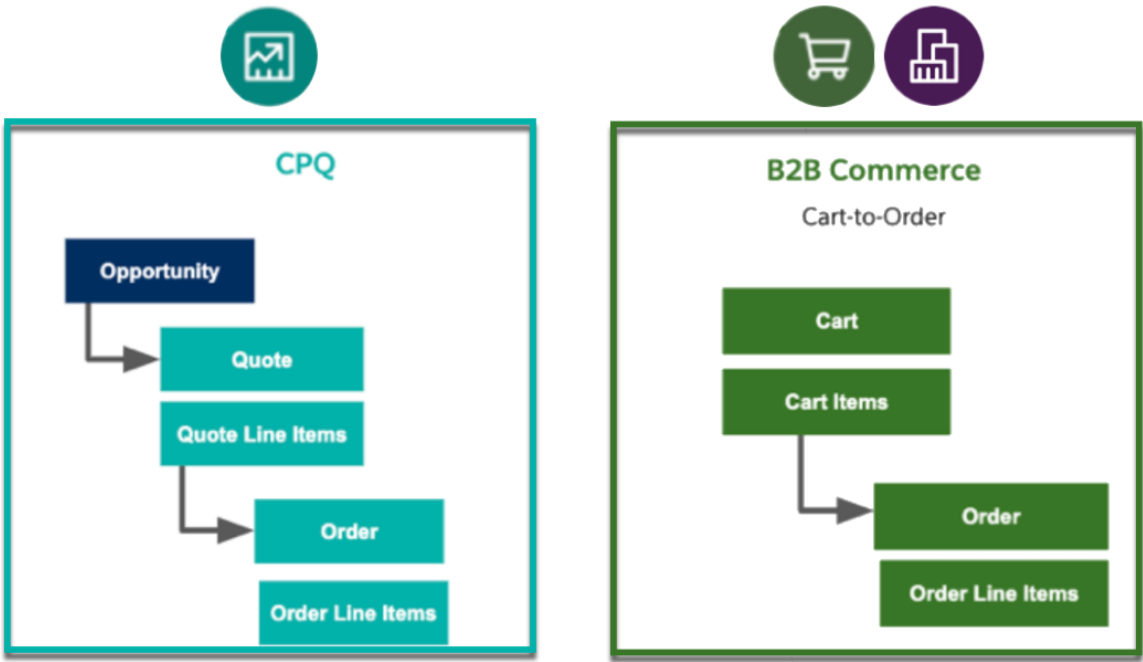 CPQ
Opportunity
Quote
Quote Line Items
Order
Order Line Items
B2B Commerce
Cart-to-Order
Cart
Cart Items
Order
Order Line Items